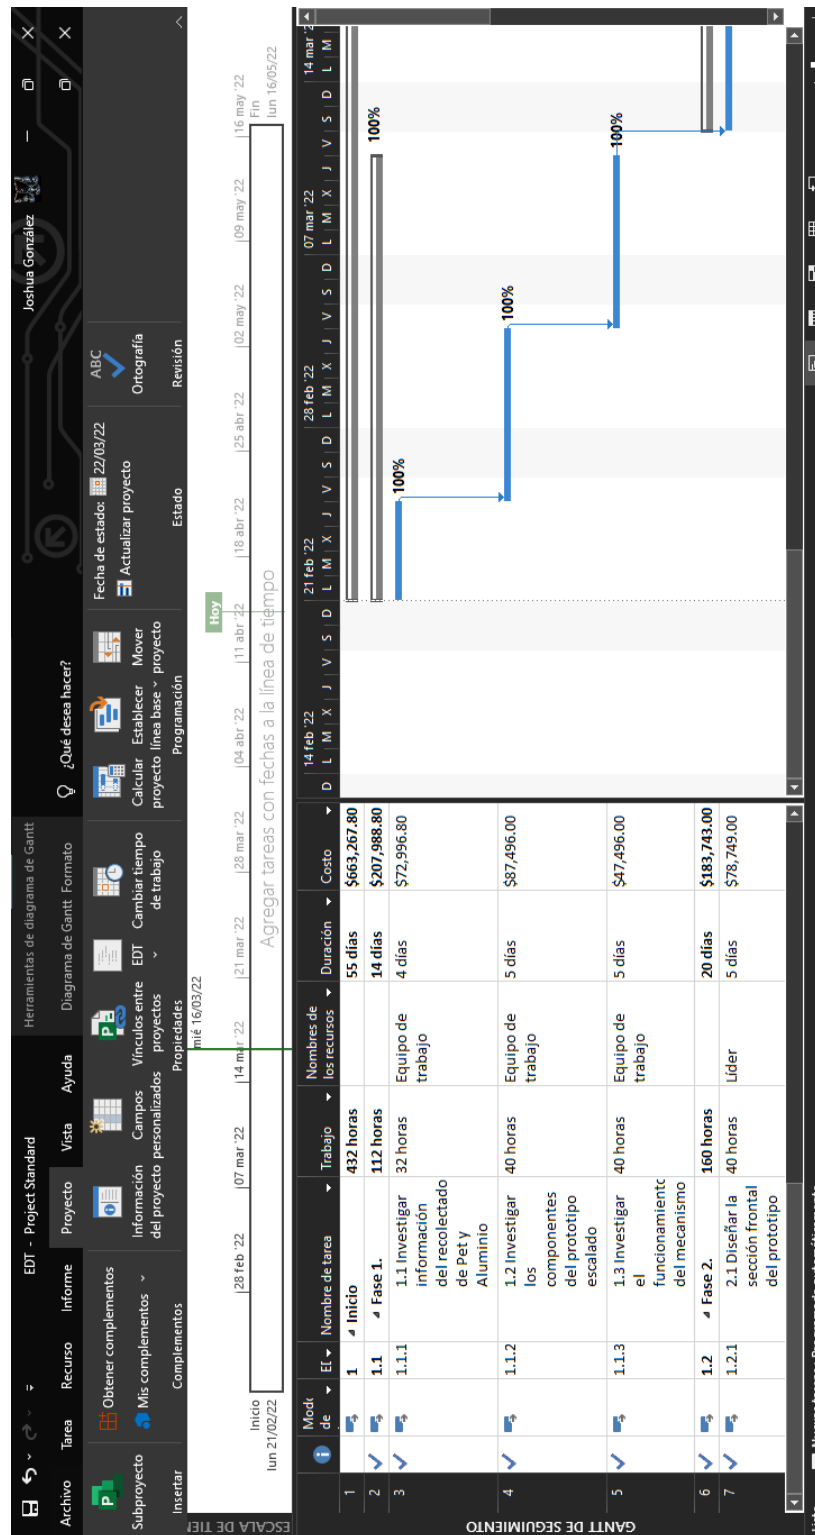 EDT - Project Standard
Herramientas de diagrama de Gantt
Joshua González
Archivo Tarea Recurso Informe Proyecto Vista Ayuda Diagrama de Gantt Formato ¿Qué desea hacer?
Subproyecto
Insertar
Obtener complementos
Mis complementos
Complementos
Información
del proyecto
Campos
personalizados
Vínculos entre
proyectos
EDT
Cambiar tiempo
de trabajo
Propiedades
Calcular
proyecto
Establecer
línea base
Mover
proyecto
Programación
Fecha de estado: 22/03/22
Actualizar proyecto
Estado
ABC
Ortografía
Revisión
mié 16/03/22
Hoy
28 feb '22 07 mar '22 14 mar '22 21 mar '22 28 mar '22 04 abr '22 11 abr '22 18 abr '22 25 abr '22 02 may '22 09 may '22 16 may '22
Inicio
lun 21/02/22
Agregar tareas con fechas a la línea de tiempo
Fin
lun 16/05/22
ESCALA DE TIEM
Modo
de
ED
Nombre de tarea
Trabajo
Nombres de
los recursos
Duración
Costo
14 feb '22 21 feb '22 28 feb '22 07 mar '22 14 mar '2
D L M X J V S D L M X J V S D L M X J V S D L M X J V S D L M
1 1 Inicio 432 horas 55 días $663,267.80
2 1.1 Fase 1. 112 horas 14 días $207,988.80
100%
3 1.1.1 1.1 Investigar 32 horas Equipo de 4 días $72,996.80
información trabajo
del recolectado
de Pet y
Aluminio
100%
4 1.1.2 1.2 Investigar 40 horas Equipo de 5 días $87,496.00
los trabajo
componentes
del prototipo
escalado
100%
5 1.1.3 1.3 Investigar 40 horas Equipo de 5 días $47,496.00
el trabajo
funcionamiento
del mecanismo
100%
6 1.2 Fase 2. 160 horas 20 días $183,743.00
7 1.2.1 2.1 Diseñar la 40 horas Líder 5 días $78,749.00
sección frontal
del prototipo
GANTT DE SEGUIMIENTO